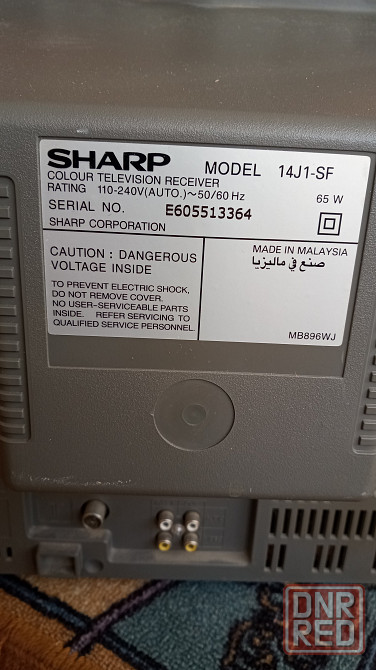 SHARP MODEL 14J1-SF
COLOUR TELEVISION RECEIVER
RATING 110-240V(AUTO.)~50/60 Hz 65 W
SERIAL NO. E605513364
SHARP CORPORATION
CAUTION : DANGEROUS
VOLTAGE INSIDE
TO PREVENT ELECTRIC SHOCK,
DO NOT REMOVE COVER.
NO USER-SERVICEABLE PARTS
INSIDE. REFER SERVICING TO
QUALIFIED SERVICE PERSONNEL.
MADE IN MALAYSIA
صنع في ماليزيا
MB896WJ
DNR
RED